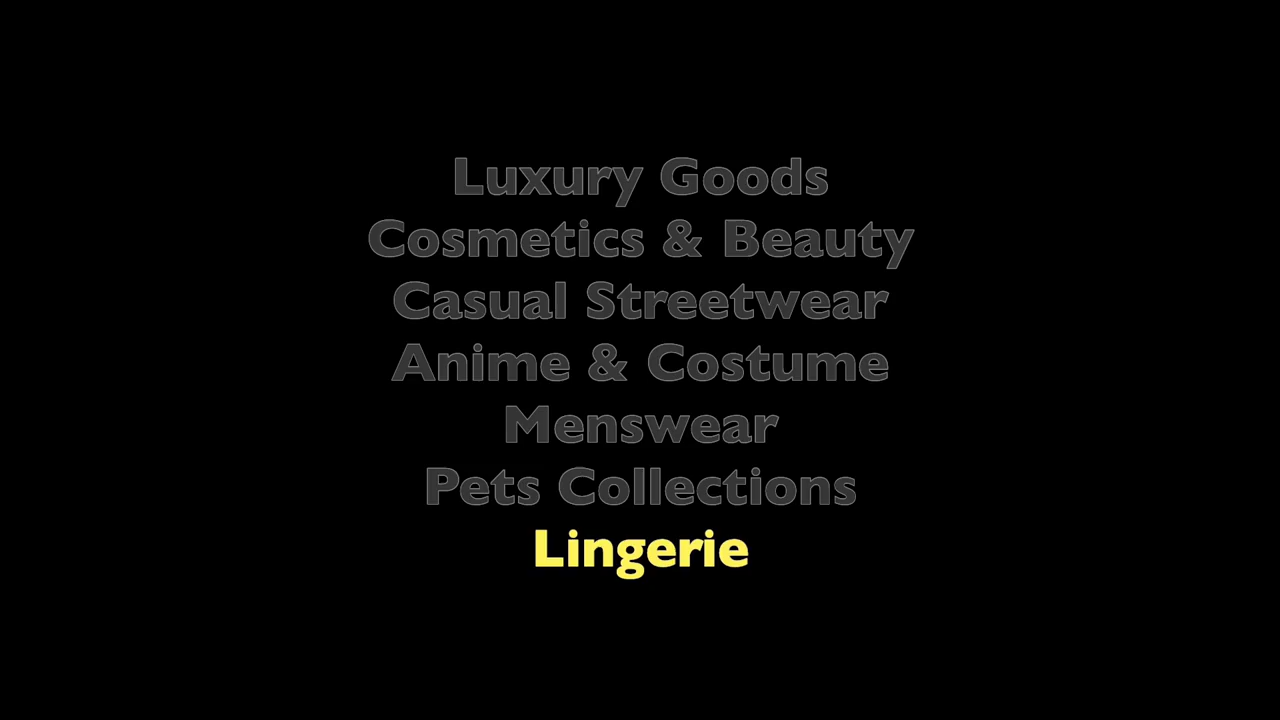 Luxury Goods
Cosmetics & Beauty
Casual Streetwear
Anime & Costume
Menswear
Pets Collections
Lingerie